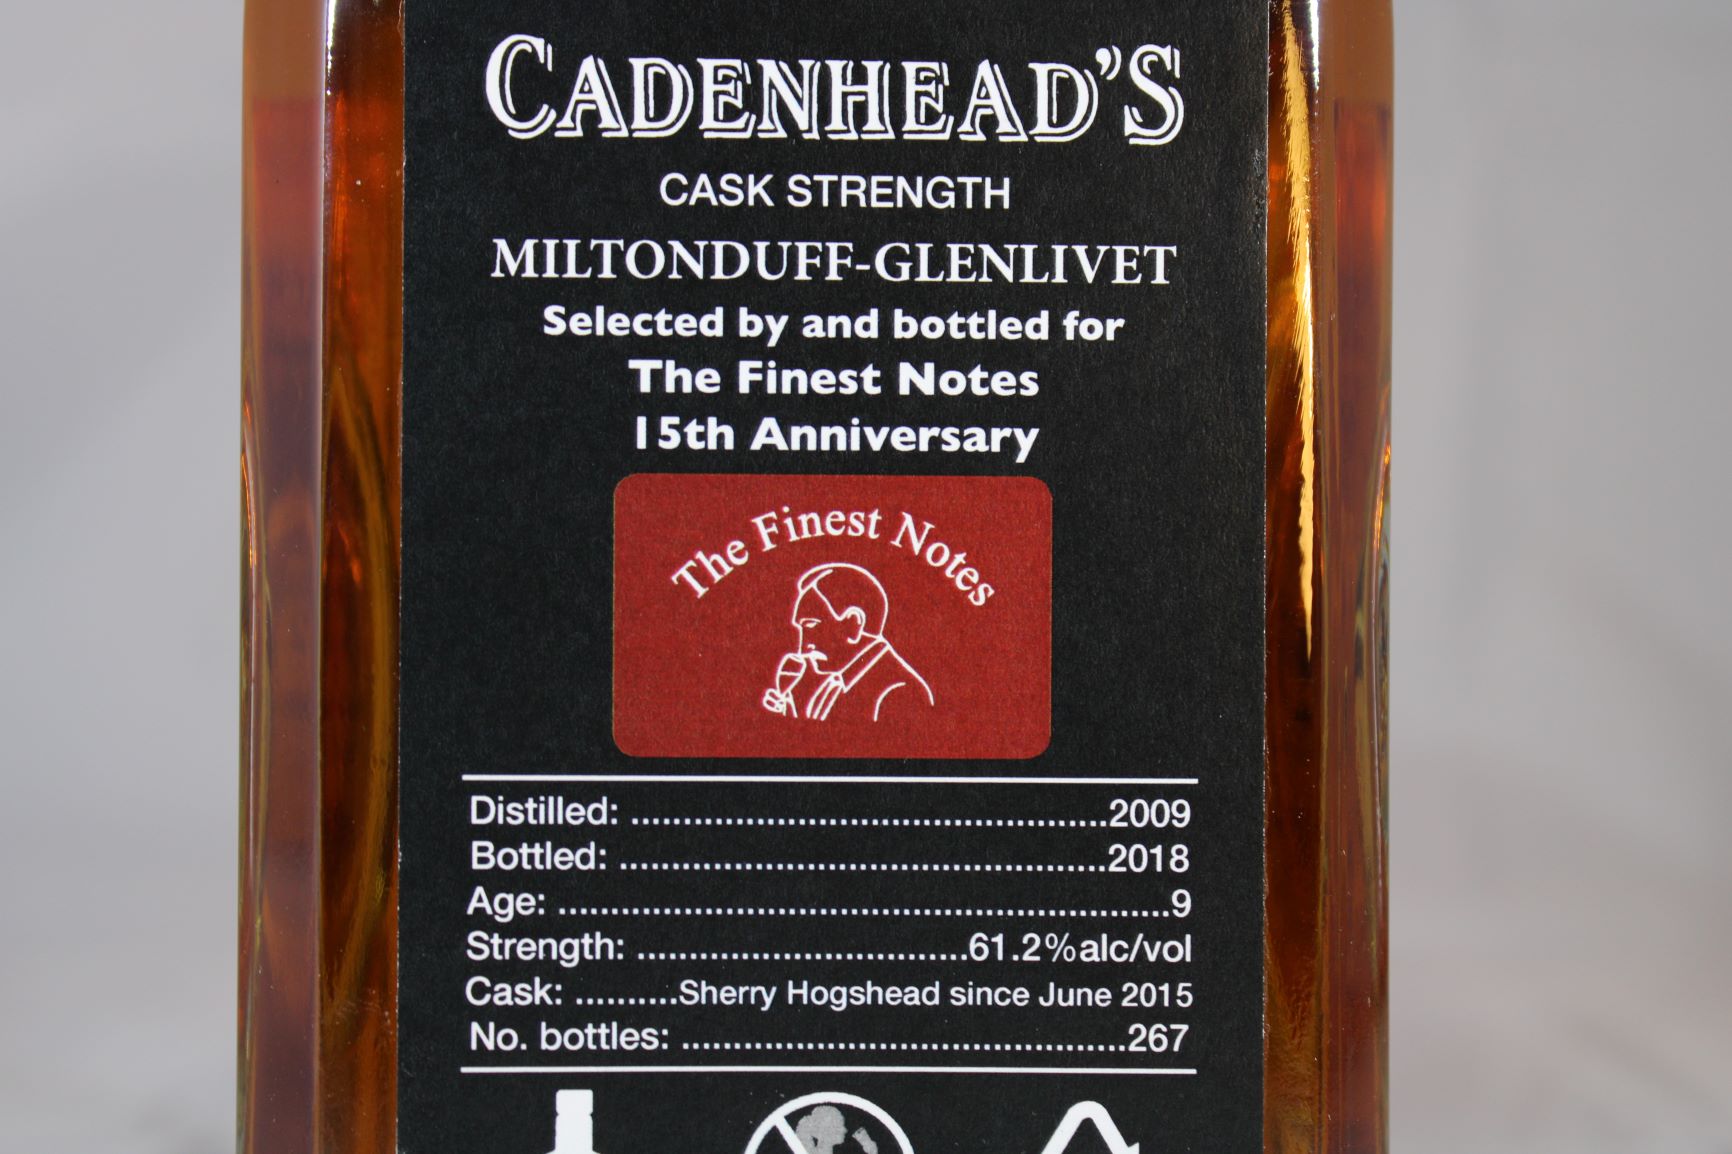 CADENHEAD'S
CASK STRENGTH
MILTONDUFF-GLENLIVET
Selected by and bottled for
The Finest Notes
15th Anniversary
The Finest Notes
Distilled: ..............................................2009
Bottled: ...............................................2018
Age: ...........................................................9
Strength: ................................61.2%alc/vol
Cask: ..........Sherry Hogshead since June 2015
No. bottles: ...........................................267